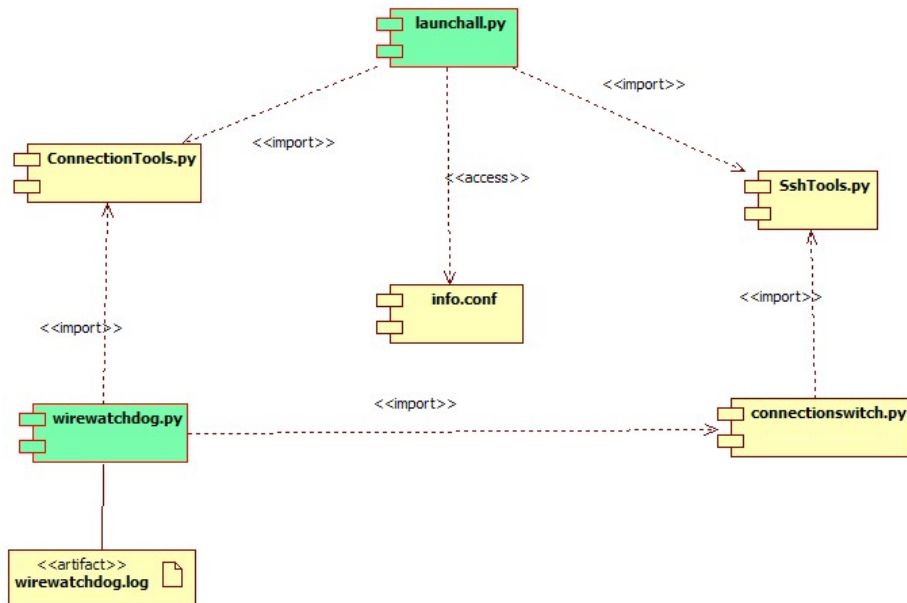 launchall.py
<<import>>
<<import>>
ConnectionTools.py
<<access>>
SshTools.py
info.conf
<<import>>
<<import>>
wirewatchdog.py
<<import>>
connectionswitch.py
<<artifact>>
wirewatchdog.log